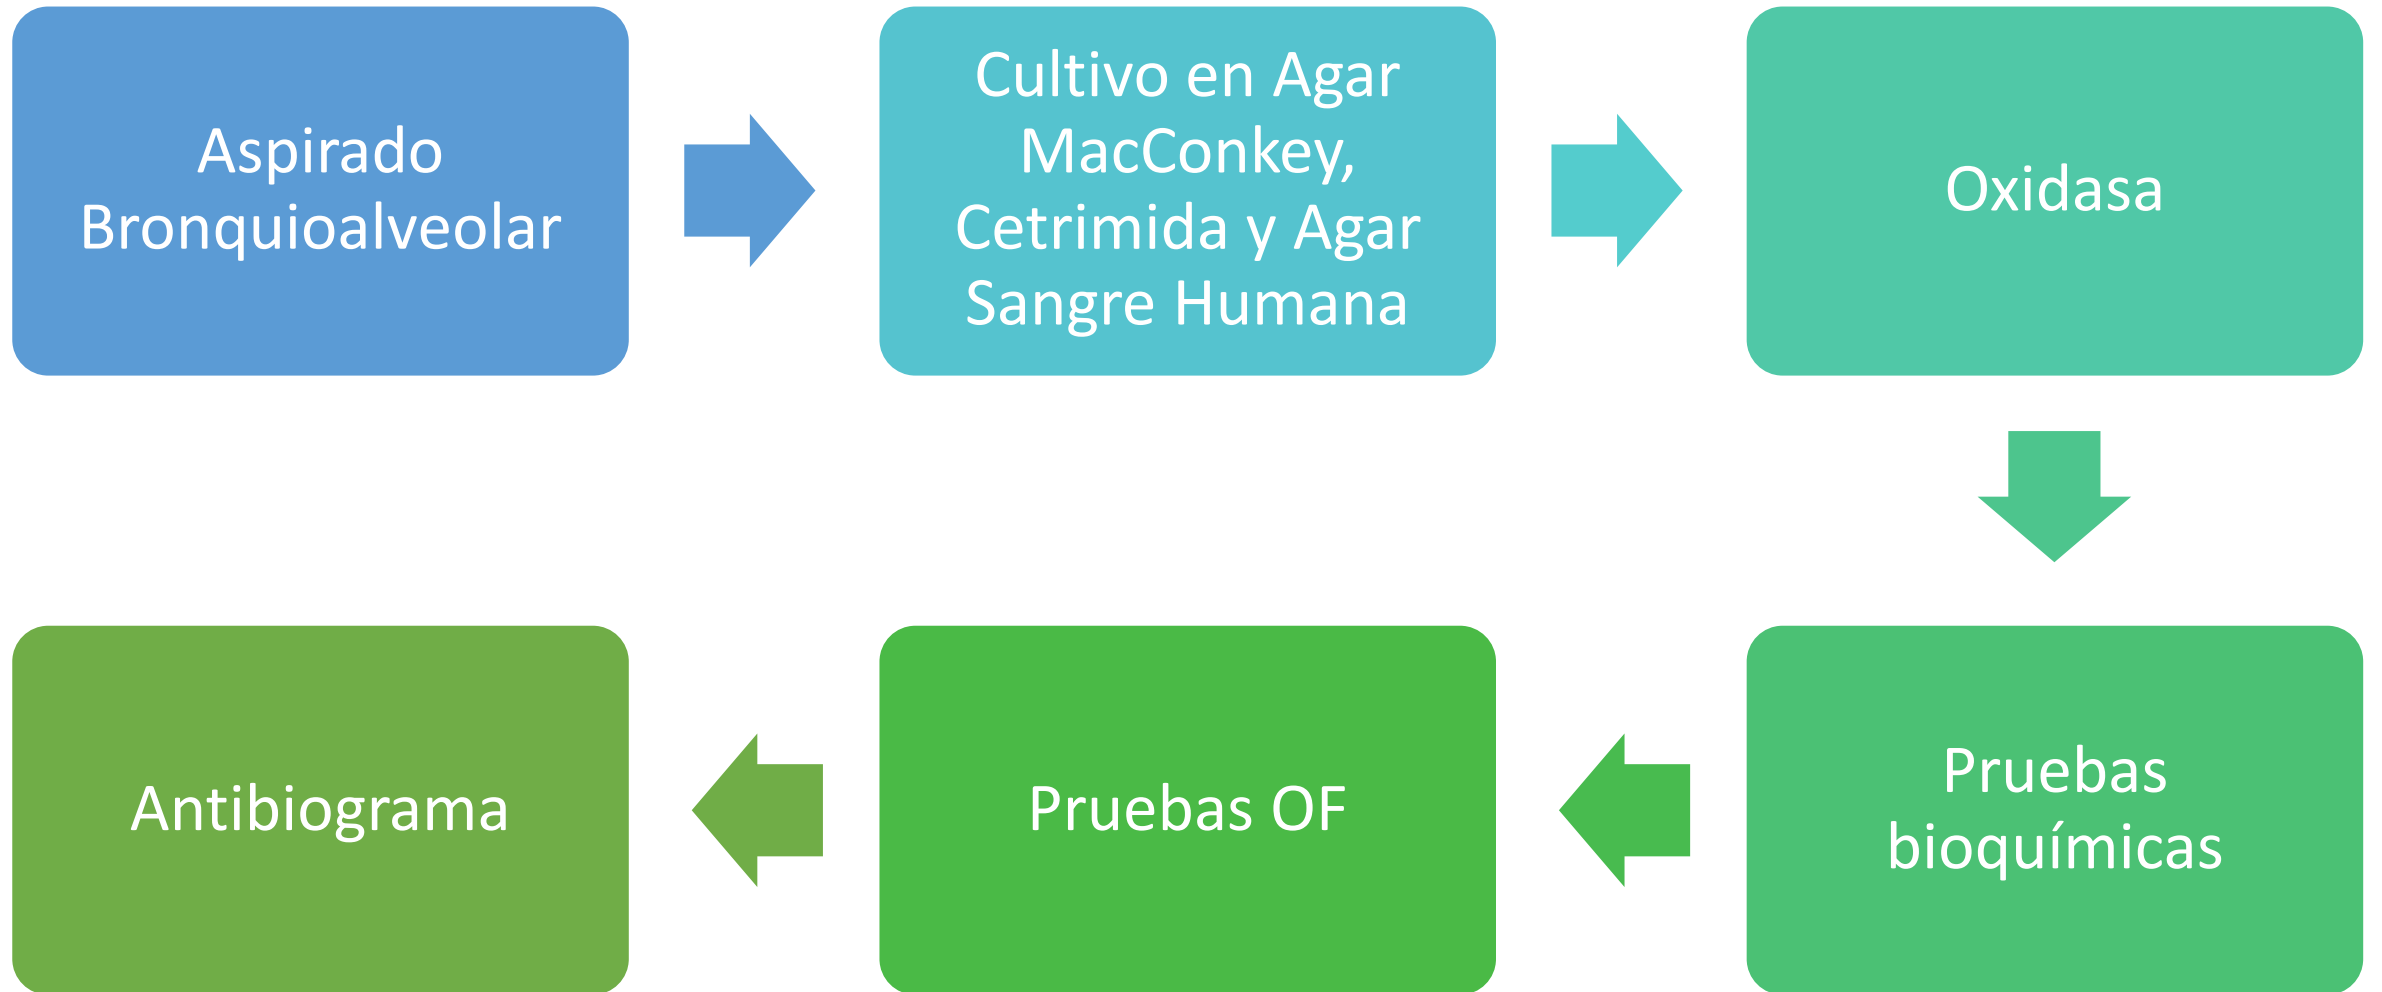 Aspirado
Bronquioalveolar
Cultivo en Agar
MacConkey,
Cetrimida y Agar
Sangre Humana
Oxidasa
Pruebas
bioquímicas
Pruebas OF
Antibiograma